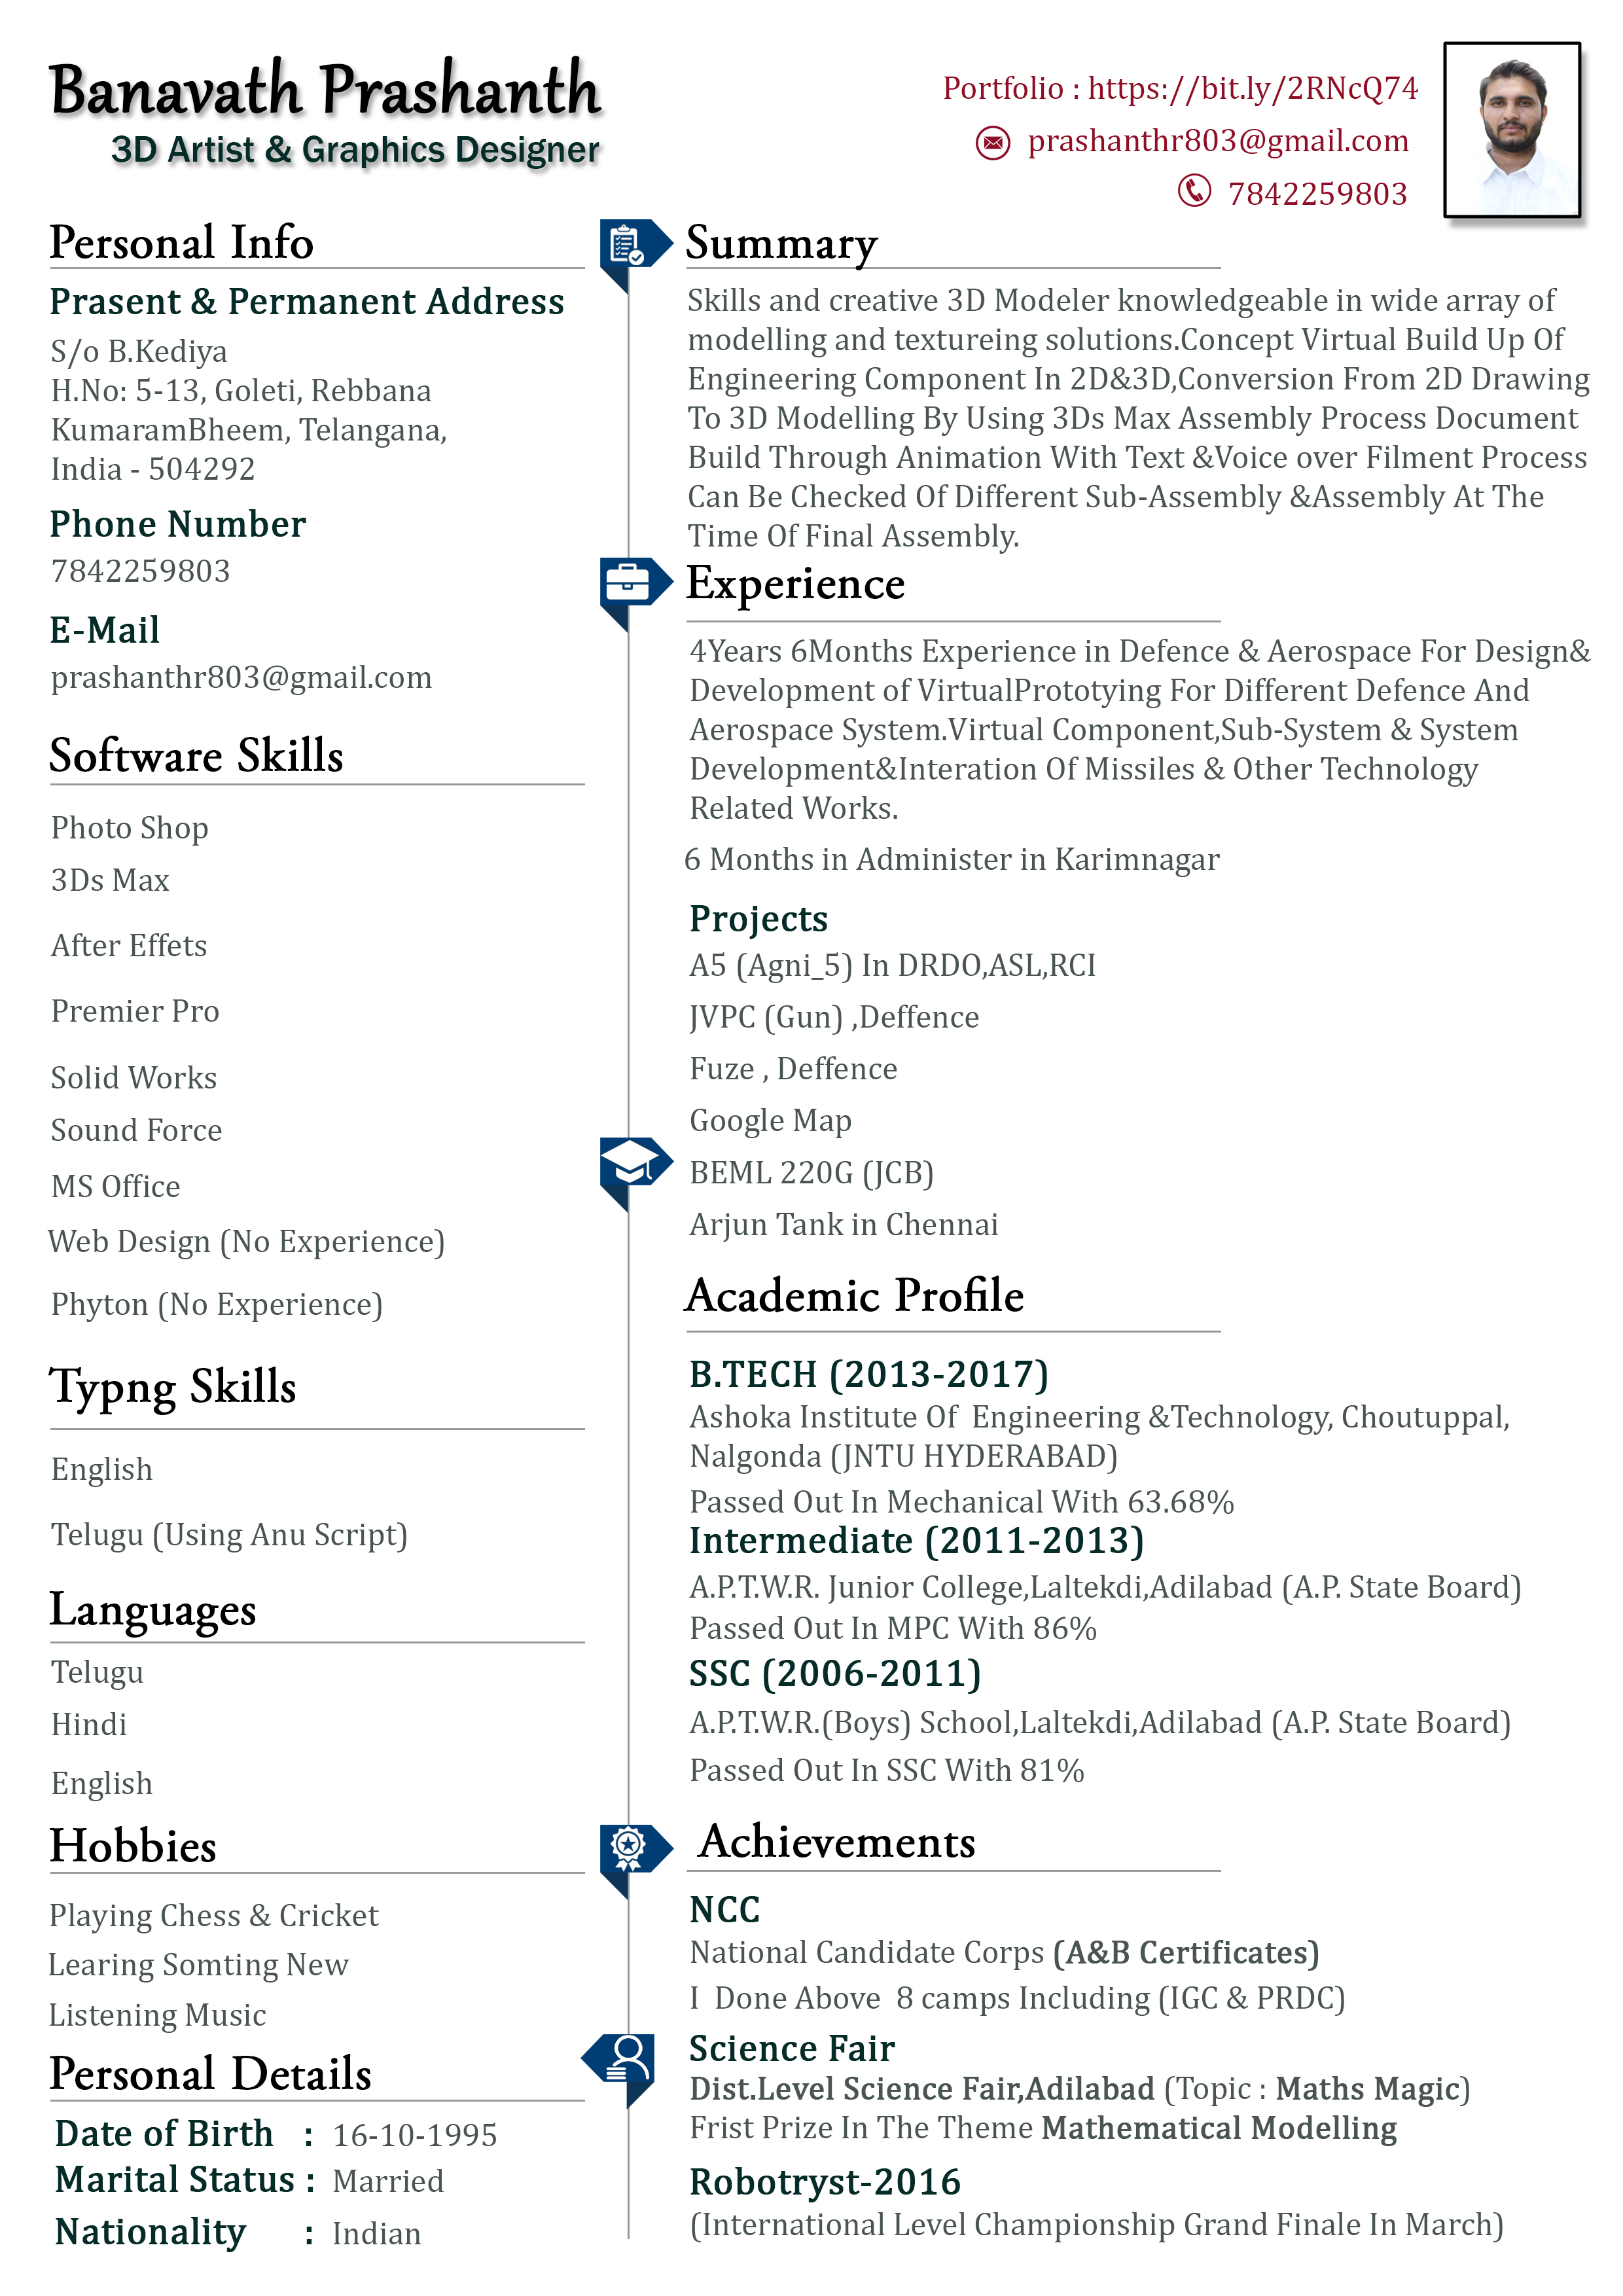 Banavath Prashanth
3D Artist & Graphics Designer
Portfolio : https://bit.ly/2RNcQ74
prashanthr803@gmail.com
7842259803
Personal Info
Prasent & Permanent Address
S/o B.Kediya
H.No: 5-13, Goleti, Rebbana
KumaramBheem, Telangana,
India - 504292
Phone Number
7842259803
E-Mail
prashanthr803@gmail.com
Software Skills
Photo Shop
3Ds Max
After Effets
Premier Pro
Solid Works
Sound Force
MS Office
Web Design (No Experience)
Phyton (No Experience)
Typng Skills
English
Telugu (Using Anu Script)
Languages
Telugu
Hindi
English
Hobbies
Playing Chess & Cricket
Learing Somting New
Listening Music
Personal Details
Date of Birth : 16-10-1995
Marital Status : Married
Nationality : Indian
Summary
Skills and creative 3D Modeler knowledgeable in wide array of
modelling and textureing solutions.Concept Virtual Build Up Of
Engineering Component In 2D&3D,Conversion From 2D Drawing
To 3D Modelling By Using 3Ds Max Assembly Process Document
Build Through Animation With Text &Voice over Filment Process
Can Be Checked Of Different Sub-Assembly &Assembly At The
Time Of Final Assembly.
Experience
4Years 6Months Experience in Defence & Aerospace For Design&
Development of VirtualPrototying For Different Defence And
Aerospace System.Virtual Component,Sub-System & System
Development&Interation Of Missiles & Other Technology
Related Works.
6 Months in Administer in Karimnagar
Projects
A5 (Agni_5) In DRDO,ASL,RCI
JVPC (Gun) ,Deffence
Fuze , Deffence
Google Map
BEML 220G (JCB)
Arjun Tank in Chennai
Academic Profile
B.TECH (2013-2017)
Ashoka Institute Of  Engineering &Technology, Choutuppal,
Nalgonda (JNTU HYDERABAD)
Passed Out In Mechanical With 63.68%
Intermediate (2011-2013)
A.P.T.W.R. Junior College,Laltekdi,Adilabad (A.P. State Board)
Passed Out In MPC With 86%
SSC (2006-2011)
A.P.T.W.R.(Boys) School,Laltekdi,Adilabad (A.P. State Board)
Passed Out In SSC With 81%
Achievements
NCC
National Candidate Corps (A&B Certificates)
I  Done Above  8 camps Including (IGC & PRDC)
Science Fair
Dist.Level Science Fair,Adilabad (Topic : Maths Magic)
Frist Prize In The Theme Mathematical Modelling
Robotryst-2016
(International Level Championship Grand Finale In March)